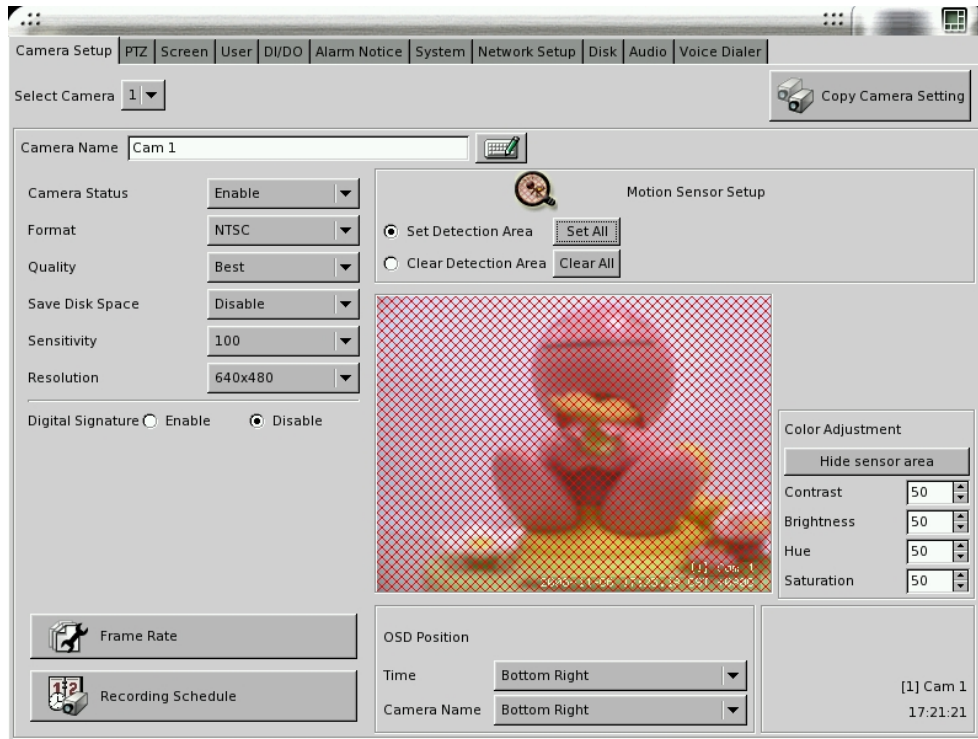 Camera Setup PTZ Screen User DI/DO Alarm Notice System Network Setup Disk Audio Voice Dialer
Select Camera 1
Copy Camera Setting
Camera Name Cam 1
Camera Status Enable
Format NTSC
Quality Best
Save Disk Space Disable
Sensitivity 100
Resolution 640x480
Digital Signature Enable Disable
Motion Sensor Setup
Set Detection Area Set All
Clear Detection Area Clear All
[1] Cam 1
Color Adjustment
Hide sensor area
Contrast 50
Brightness 50
Hue 50
Saturation 50
Frame Rate
Recording Schedule
OSD Position
Time Bottom Right
Camera Name Bottom Right
[1] Cam 1
17:21:21